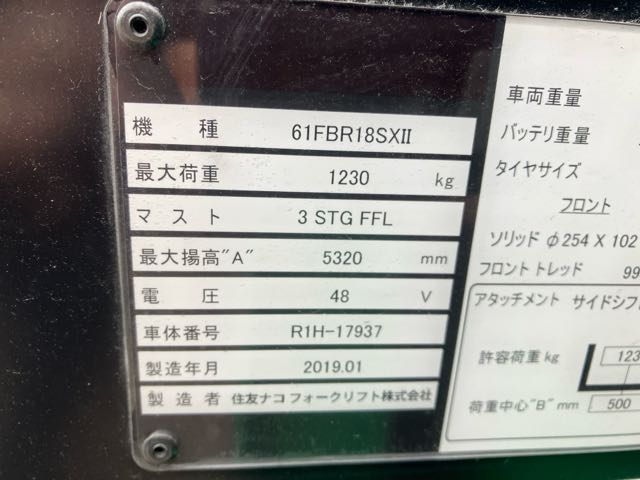 機 種 61FBR18SXII
最大荷重 1230 kg
マスト 3 STG FFL
最大揚高"A" 5320 mm
電 圧 48 V
車体番号 R1H-17937
製造年月 2019.01
製造者 住友ナコ フォークリフト株式会社
車両重量
バッテリ重量
タイヤサイズ
フロント
ソリッド φ254 X 102
フロントトレッド 99
アタッチメント サイドシフ
許容荷重 kg 123
荷重中心"B" mm 500